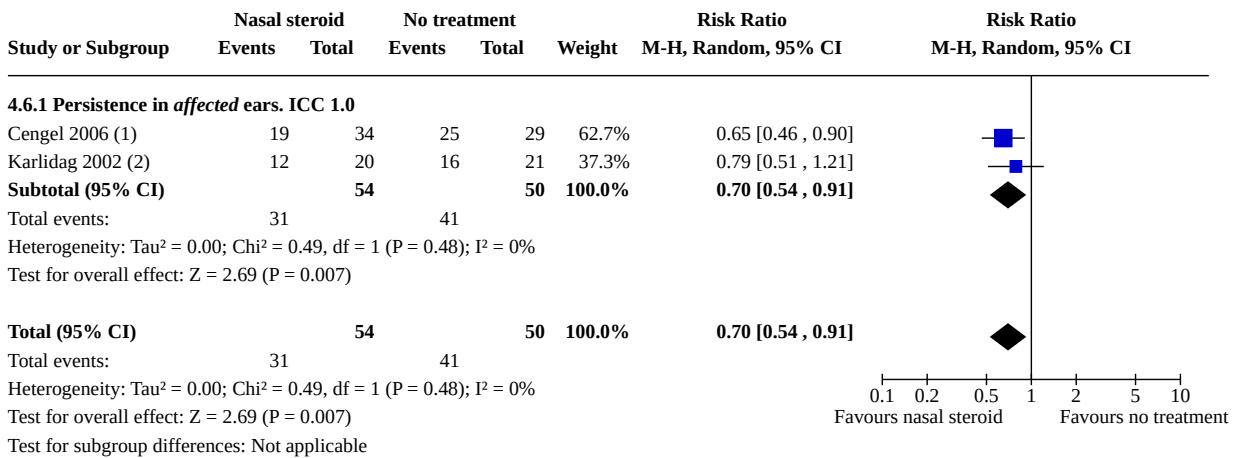 Nasal steroid No treatment Risk Ratio Risk Ratio
Study or Subgroup Events Total Events Total Weight M-H, Random, 95% CI M-H, Random, 95% CI
4.6.1 Persistence in affected ears. ICC 1.0
Cengel 2006 (1) 19 34 25 29 62.7% 0.65 [0.46 , 0.90]
Karlidag 2002 (2) 12 20 16 21 37.3% 0.79 [0.51 , 1.21]
Subtotal (95% CI) 54 50 100.0% 0.70 [0.54 , 0.91]
Total events: 31 41
Heterogeneity: Tau² = 0.00; Chi² = 0.49, df = 1 (P = 0.48); I² = 0%
Test for overall effect: Z = 2.69 (P = 0.007)
Total (95% CI) 54 50 100.0% 0.70 [0.54 , 0.91]
Total events: 31 41
Heterogeneity: Tau² = 0.00; Chi² = 0.49, df = 1 (P = 0.48); I² = 0%
0.1 0.2 0.5 1 2 5 10
Test for overall effect: Z = 2.69 (P = 0.007)
Favours nasal steroid Favours no treatment
Test for subgroup differences: Not applicable